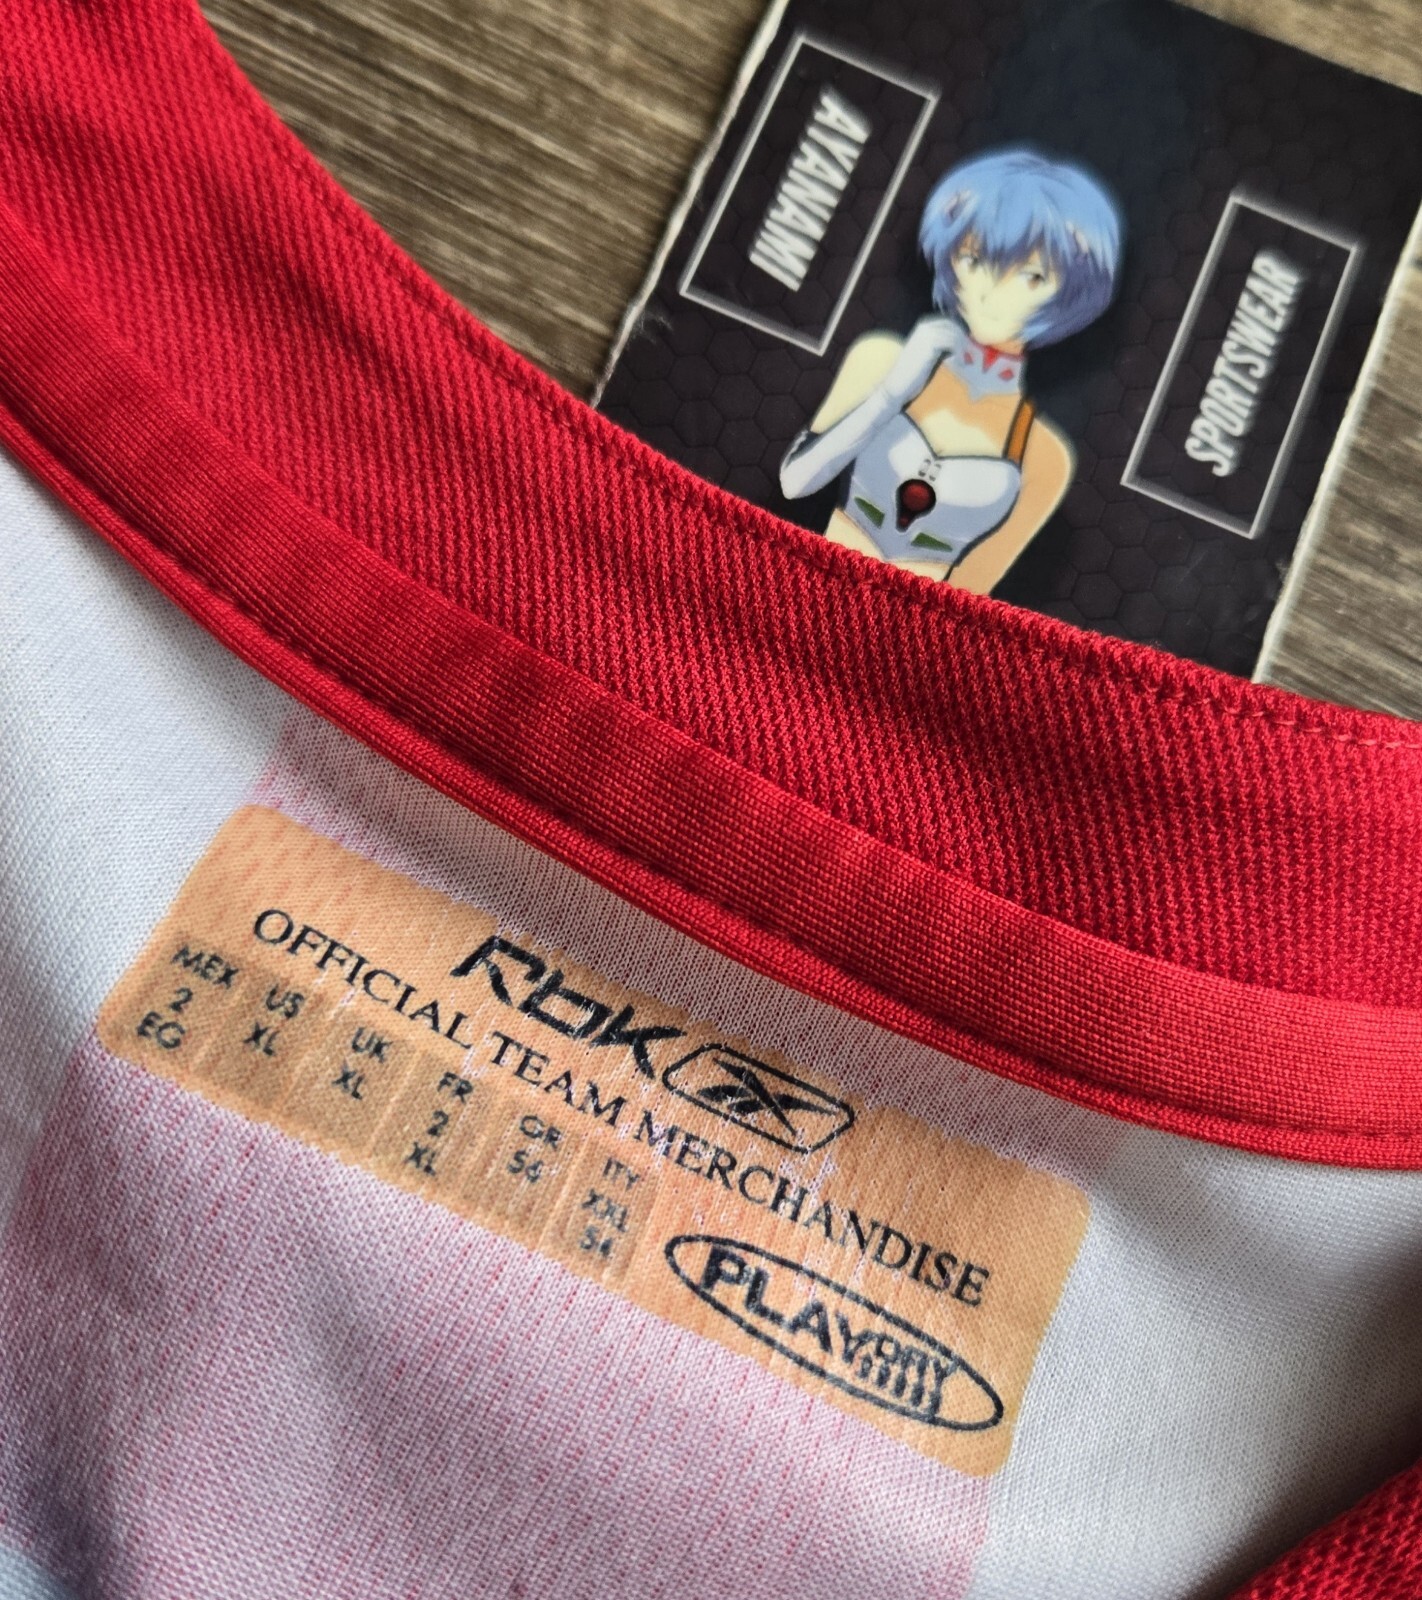 AYANAMI
SPORTSWEAR
Rbk
OFFICIAL TEAM MERCHANDISE
MEX US UK FR GR ITY
2 XL XL 2 54 XXL
EG XL 54
PLAYDRY